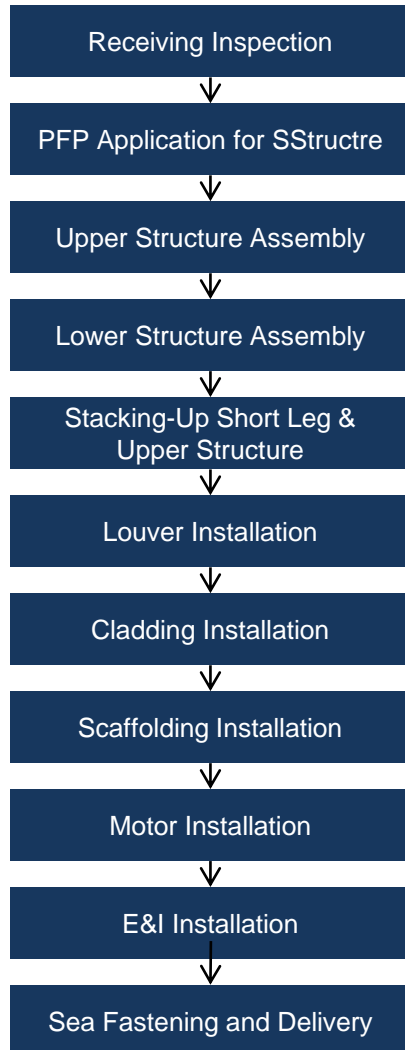 Receiving Inspection
PFP Application for SStructre
Upper Structure Assembly
Lower Structure Assembly
Stacking-Up Short Leg &
Upper Structure
Louver Installation
Cladding Installation
Scaffolding Installation
Motor Installation
E&I Installation
Sea Fastening and Delivery